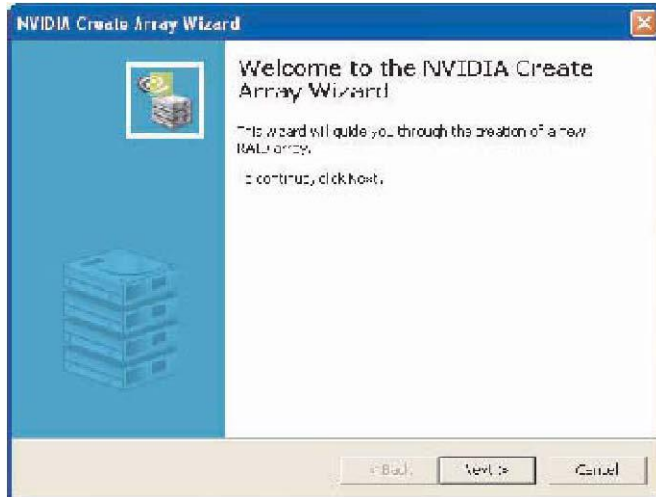 NVIDIA Create Array Wizard
Welcome to the NVIDIA Create
Array Wizard
This wizard will guide you through the creation of a new
RAID array.
To continue, click Next.
< Back
Next >
Cancel